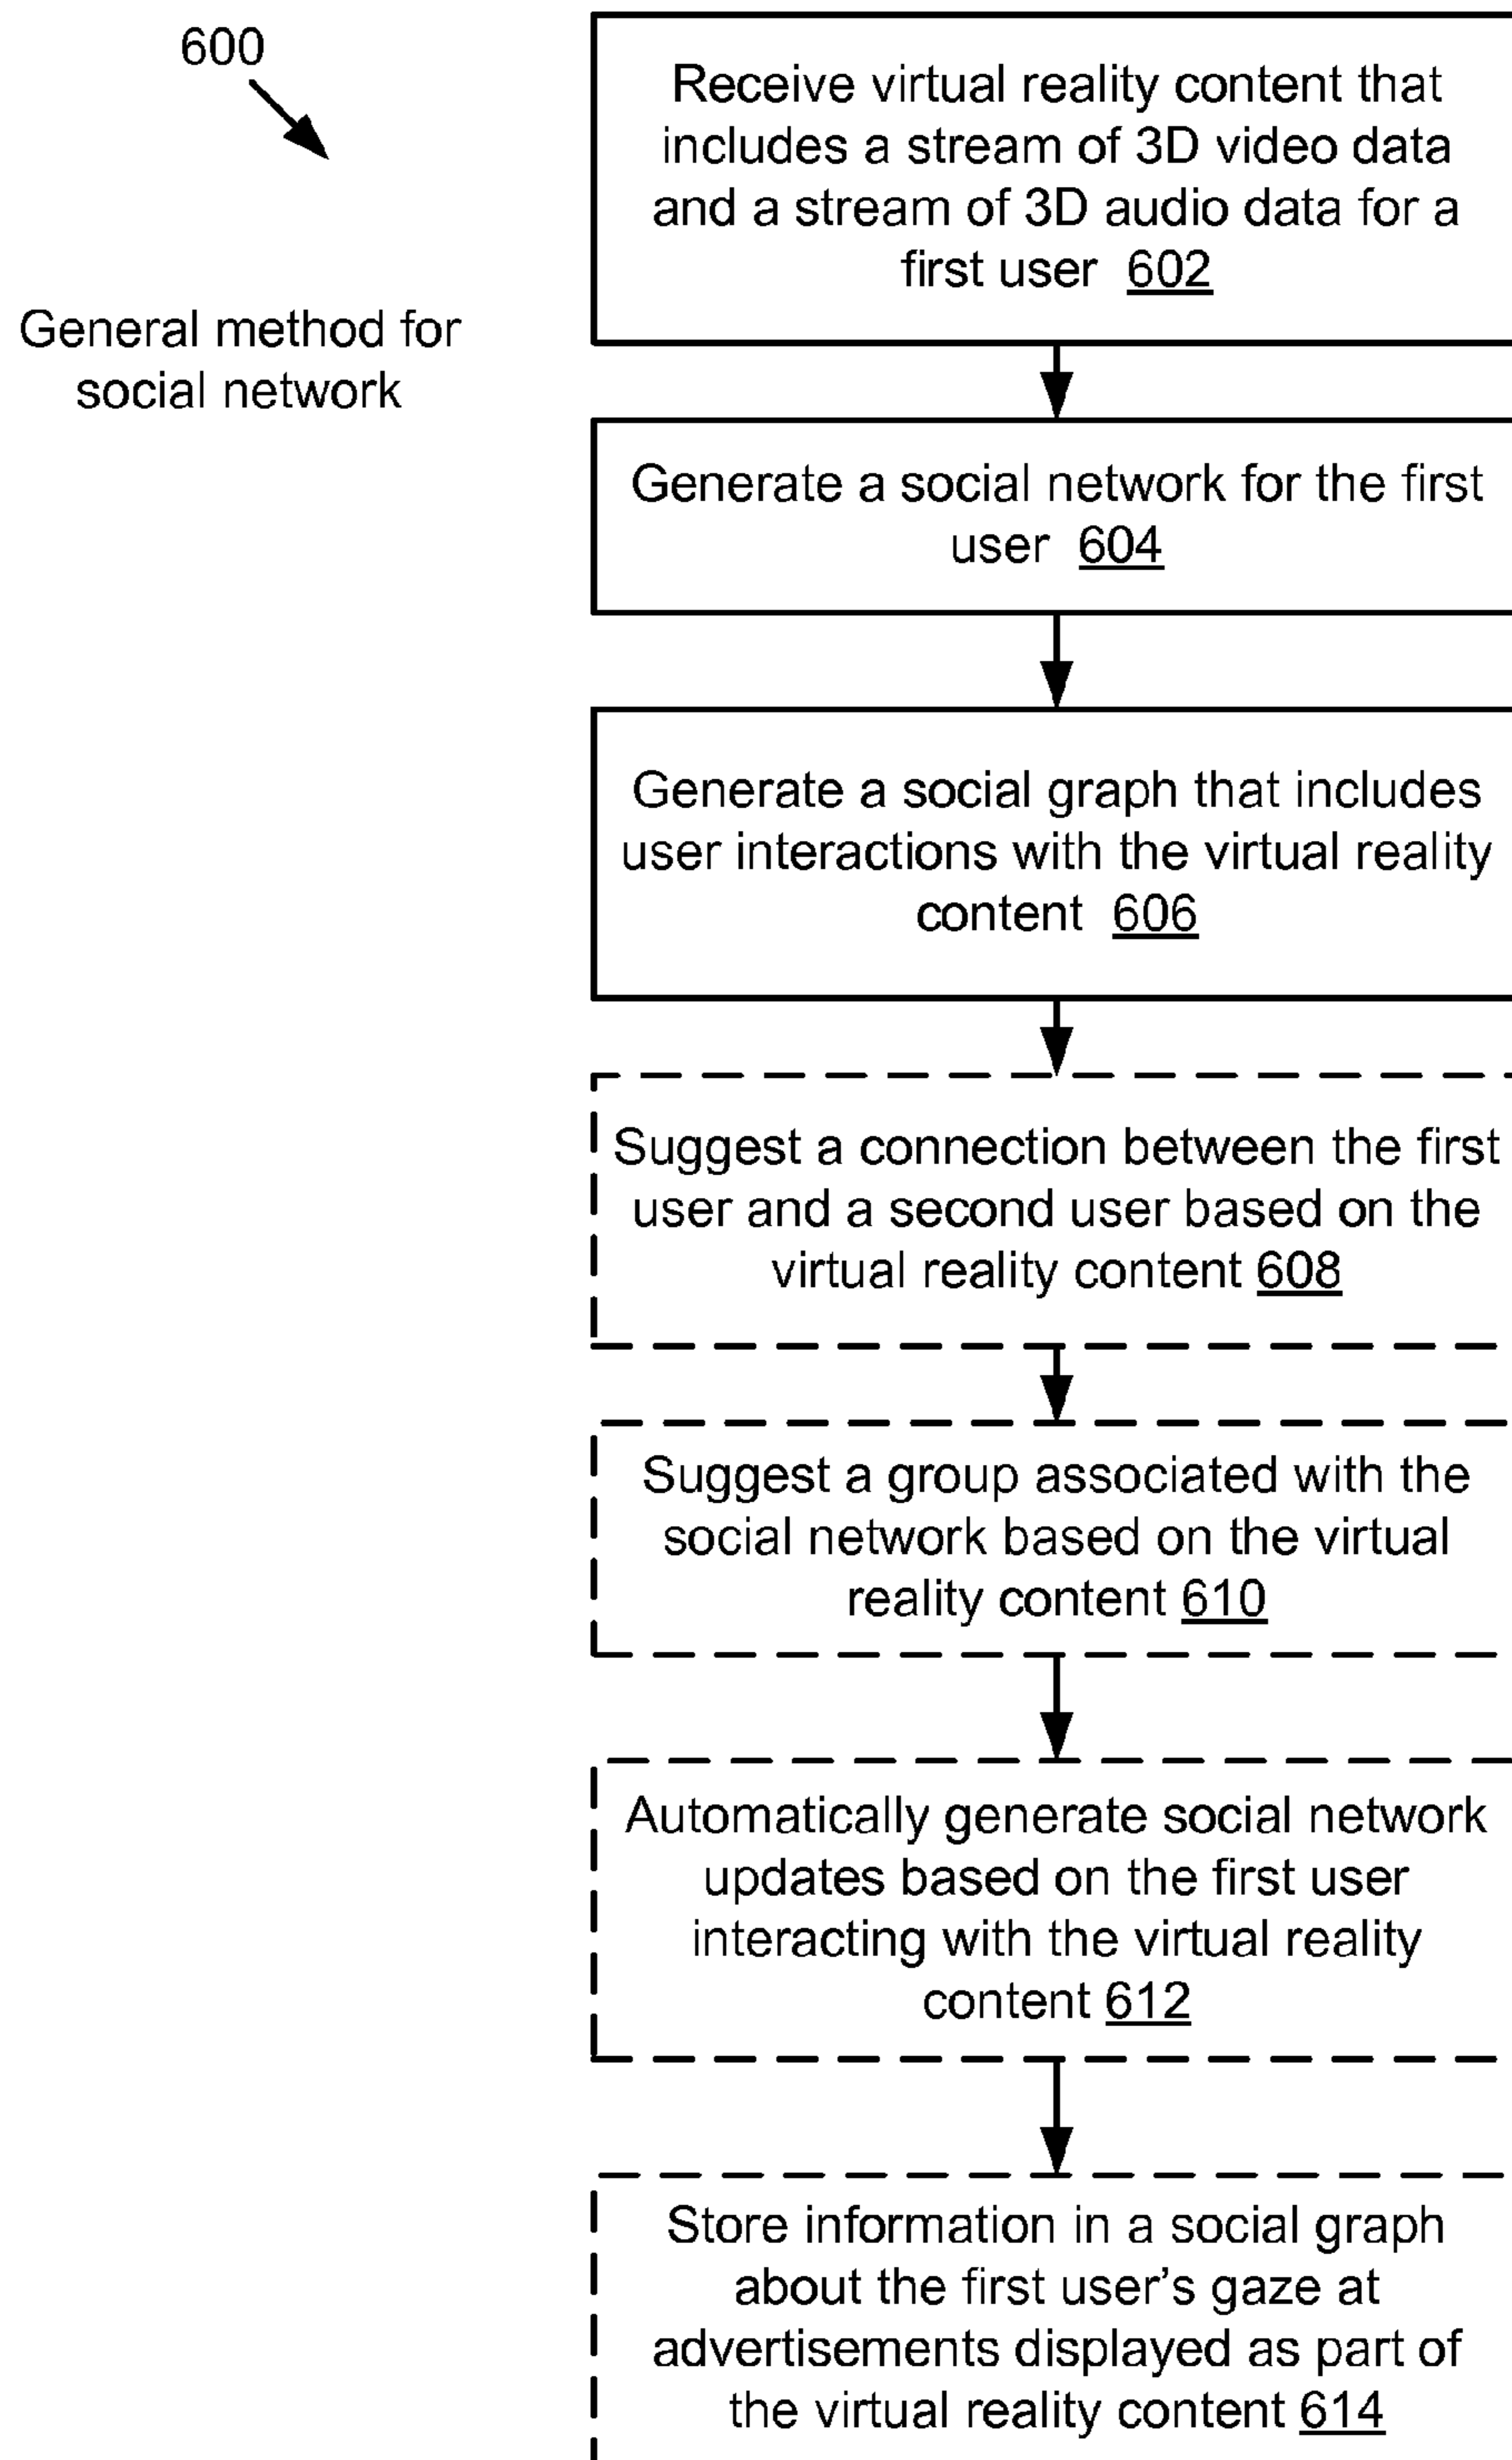 600
General method for
social network
Receive virtual reality content that
includes a stream of 3D video data
and a stream of 3D audio data for a
first user 602
Generate a social network for the first
user 604
Generate a social graph that includes
user interactions with the virtual reality
content 606
Suggest a connection between the first
user and a second user based on the
virtual reality content 608
Suggest a group associated with the
social network based on the virtual
reality content 610
Automatically generate social network
updates based on the first user
interacting with the virtual reality
content 612
Store information in a social graph
about the first user's gaze at
advertisements displayed as part of
the virtual reality content 614